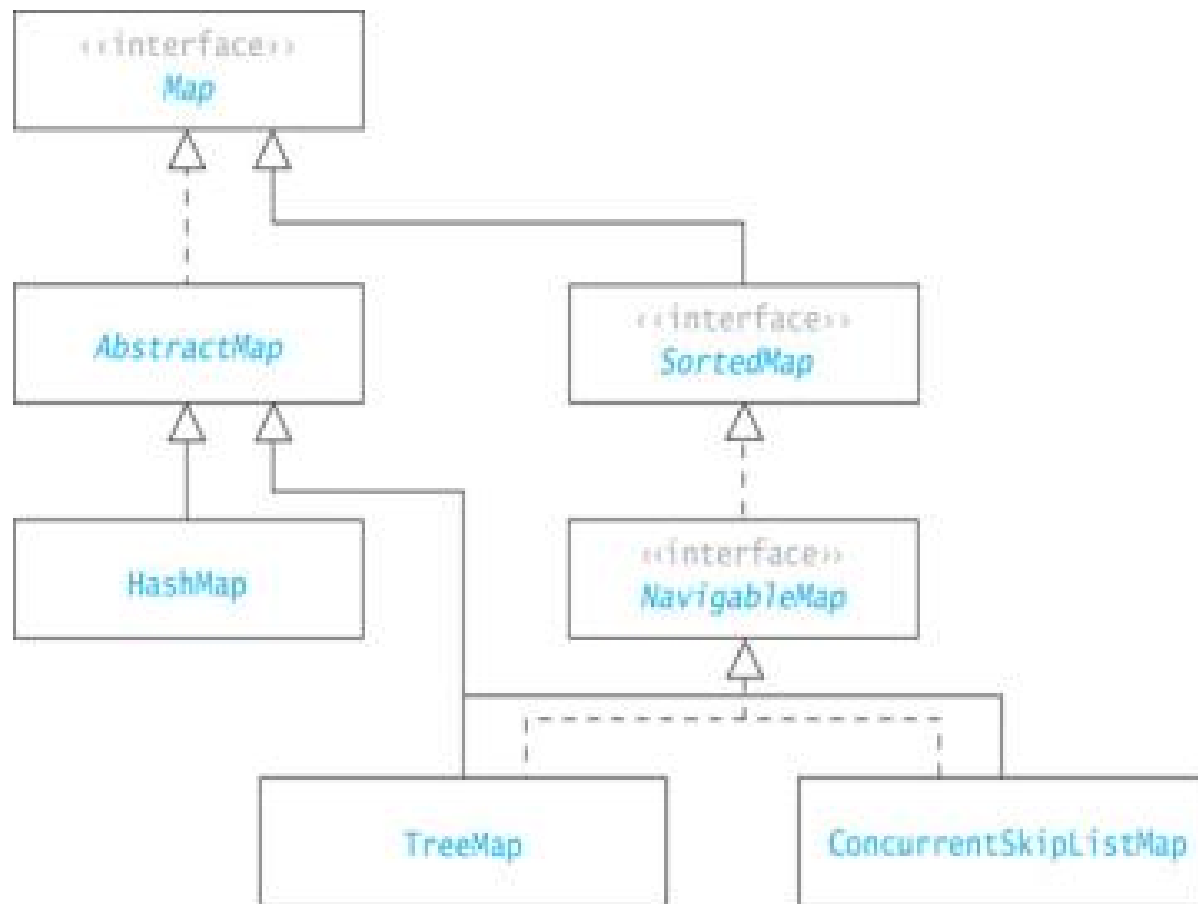 ‹‹interface››
Map
AbstractMap
‹‹interface››
SortedMap
HashMap
‹‹interface››
NavigableMap
TreeMap
ConcurrentSkipListMap